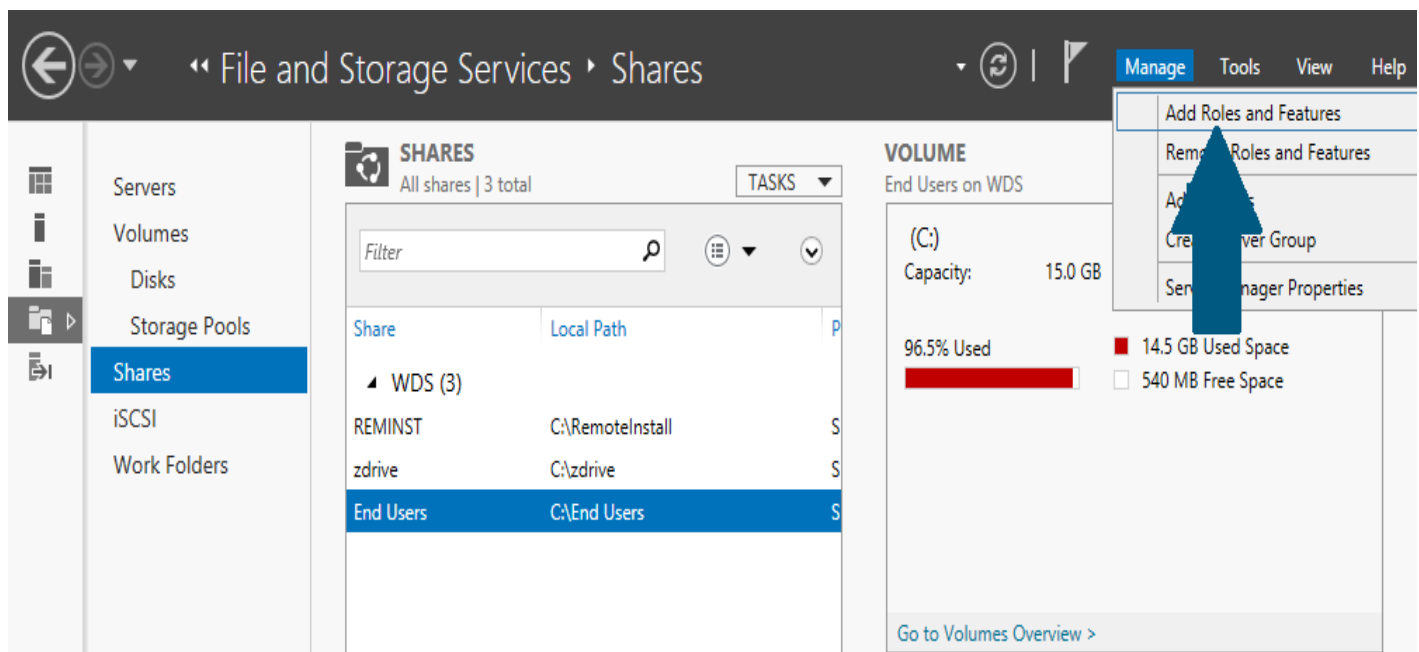 File and Storage Services
Shares
Manage
Tools
View
Help
Add Roles and Features
Roles and Features
Group
Properties
Servers
Volumes
Disks
Storage Pools
Shares
iSCSI
Work Folders
SHARES
All shares | 3 total
TASKS
Filter
Share
Local Path
P
WDS (3)
REMINST
C:\RemoteInstall
S
zdrive
C:\zdrive
S
End Users
C:\End Users
S
VOLUME
End Users on WDS
(C:)
Capacity:
15.0 GB
96.5% Used
14.5 GB Used Space
540 MB Free Space
Go to Volumes Overview >